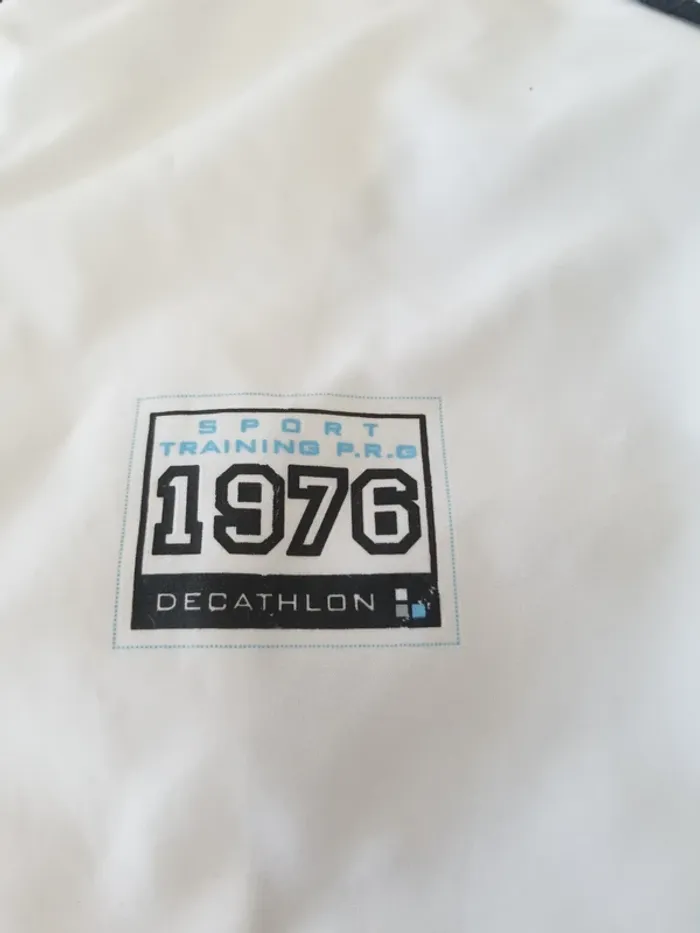 SPORT
TRAINING P.R.G
1976
DECATHLON